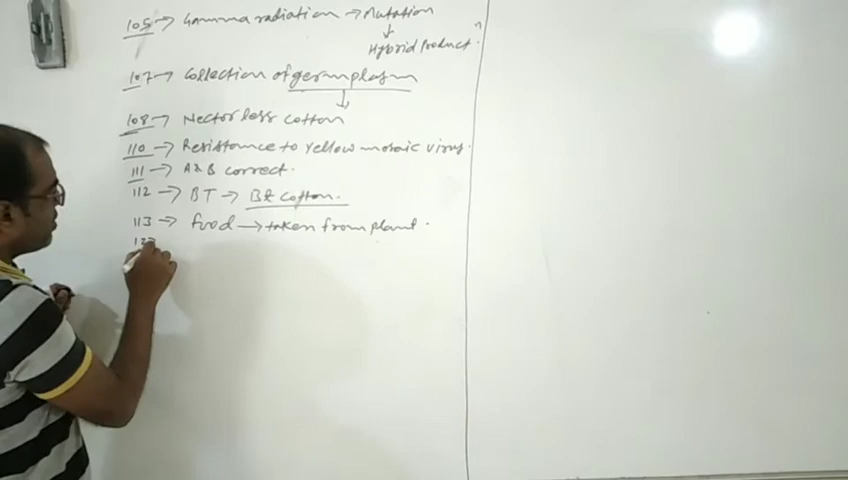 105 → Gamma radiation → Mutation
↓
Hybrid Product.
107 → Collection of germplasm
↓
108 → Nectorless cotton
110 → Resistance to Yellow mosaic virus.
111 → A & B correct.
112 → BT → Bt Cotton.
113 → food → taken from plant.